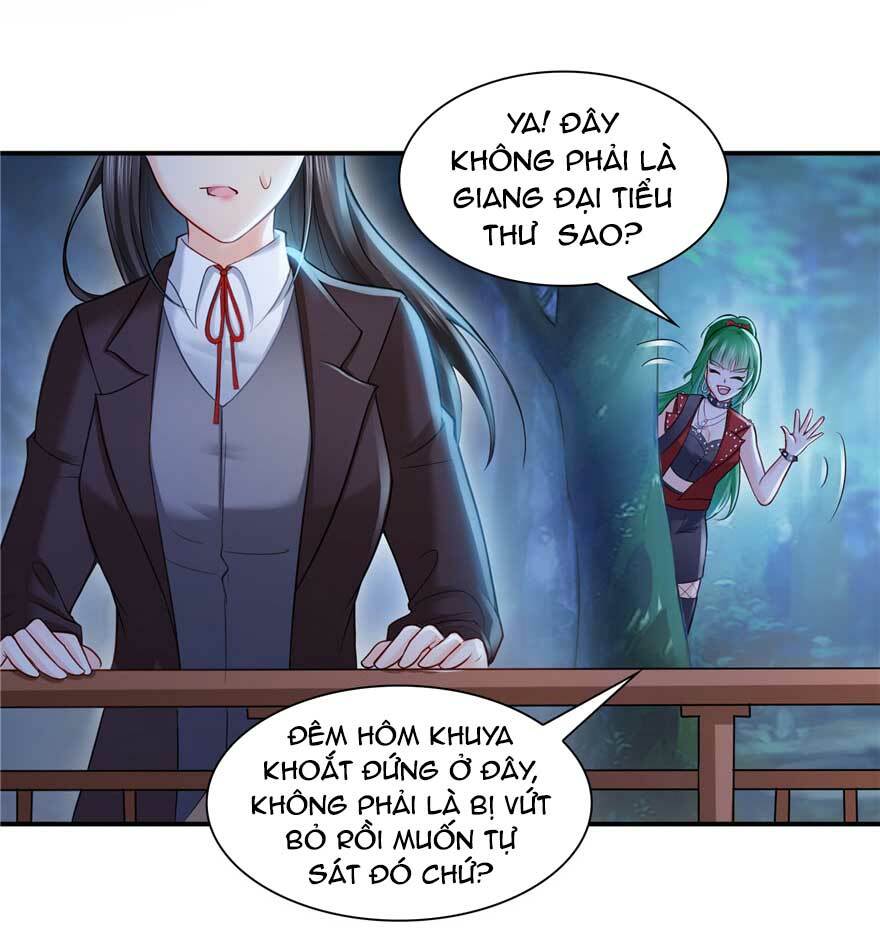 YA! ĐÂY
KHÔNG PHẢI LÀ
GIANG ĐẠI TIỂU
THƯ SAO?
ĐÊM HÔM KHUYA
KHOẮT ĐỨNG Ở ĐÂY,
KHÔNG PHẢI LÀ BỊ VỨT
BỎ RỒI MUỐN TỰ
SÁT ĐÓ CHỨ?